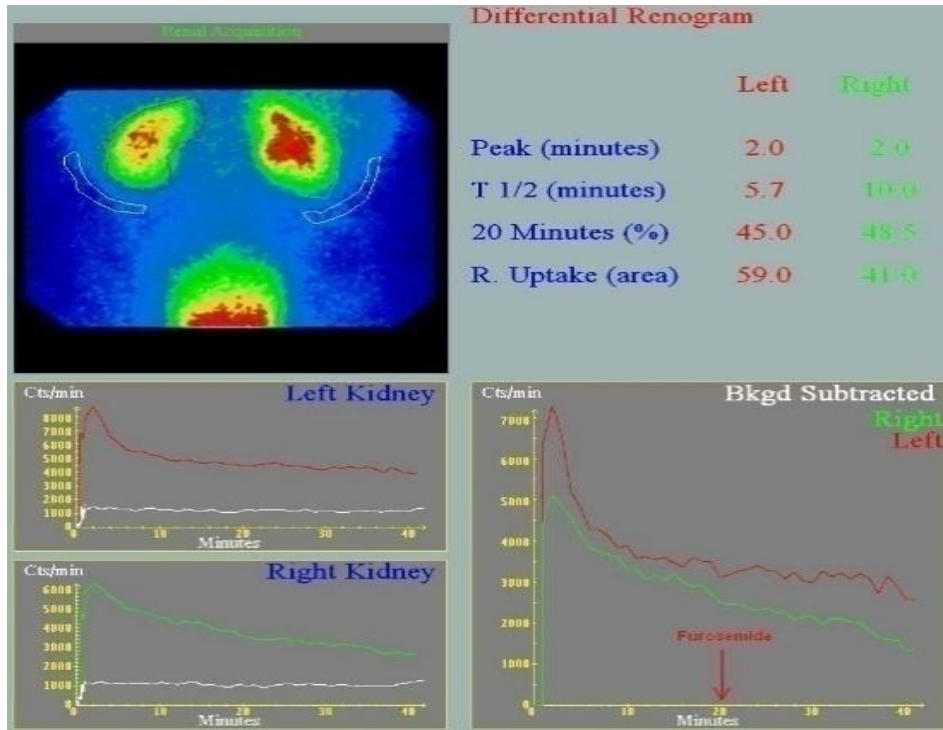 Renal Acquisition
Differential Renogram
Left Right
Peak (minutes) 2.0 2.0
T 1/2 (minutes) 5.7 10.0
20 Minutes (%) 45.0 48.5
R. Uptake (area) 59.0 41.0
Cts/min Left Kidney
8000
7000
6000
5000
4000
3000
2000
1000
0
0 10 20 30 40
Minutes
Cts/min Right Kidney
6000
5000
4000
3000
2000
1000
0
0 10 20 30 40
Minutes
Cts/min Bkgd Subtracted
Right
Left
7000
6000
5000
4000
3000
2000
1000
0
Furosemide
0 10 20 30 40
Minutes